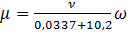 μ = ν / (0,0337+10,2) ω